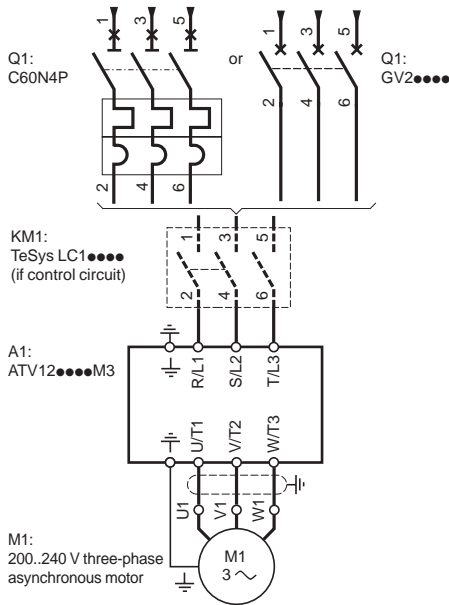 1 3 5
1 3 5
Q1:
C60N4P
or
Q1:
GV2●●●●
2 4 6
2 4 6
KM1:
TeSys LC1●●●●
(if control circuit)
1 3 5
2 4 6
A1:
ATV12●●●●M3
R/L1 S/L2 T/L3
U/T1 V/T2 W/T3
U1 V1 W1
M1:
200..240 V three-phase
asynchronous motor
M1
3 ~